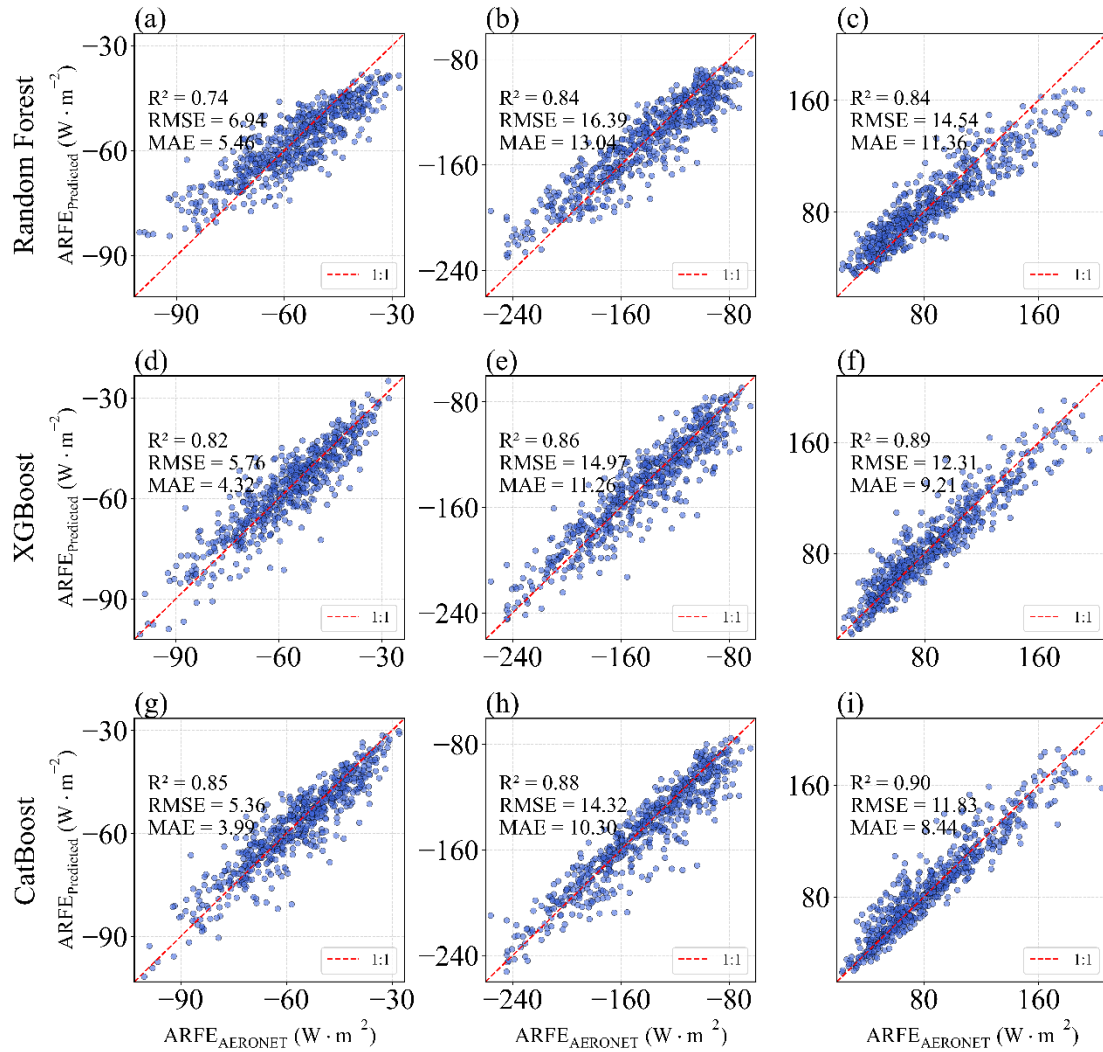 (a)
(b)
(c)
Random Forest
ARFE_Predicted (W · m⁻²)
−30
−60
−90
R² = 0.74
RMSE = 6.94
MAE = 5.46
1:1
−90
−60
−30
−80
−160
−240
R² = 0.84
RMSE = 16.39
MAE = 13.04
1:1
−240
−160
−80
160
80
R² = 0.84
RMSE = 14.54
MAE = 11.36
1:1
80
160
(d)
(e)
(f)
XGBoost
ARFE_Predicted (W · m⁻²)
−30
−60
−90
R² = 0.82
RMSE = 5.76
MAE = 4.32
1:1
−90
−60
−30
−80
−160
−240
R² = 0.86
RMSE = 14.97
MAE = 11.26
1:1
−240
−160
−80
160
80
R² = 0.89
RMSE = 12.31
MAE = 9.21
1:1
80
160
(g)
(h)
(i)
CatBoost
ARFE_Predicted (W · m⁻²)
−30
−60
−90
R² = 0.85
RMSE = 5.36
MAE = 3.99
1:1
−90
−60
−30
ARFE_AERONET (W · m⁻²)
−80
−160
−240
R² = 0.88
RMSE = 14.32
MAE = 10.30
1:1
−240
−160
−80
ARFE_AERONET (W · m⁻²)
160
80
R² = 0.90
RMSE = 11.83
MAE = 8.44
1:1
80
160
ARFE_AERONET (W · m⁻²)